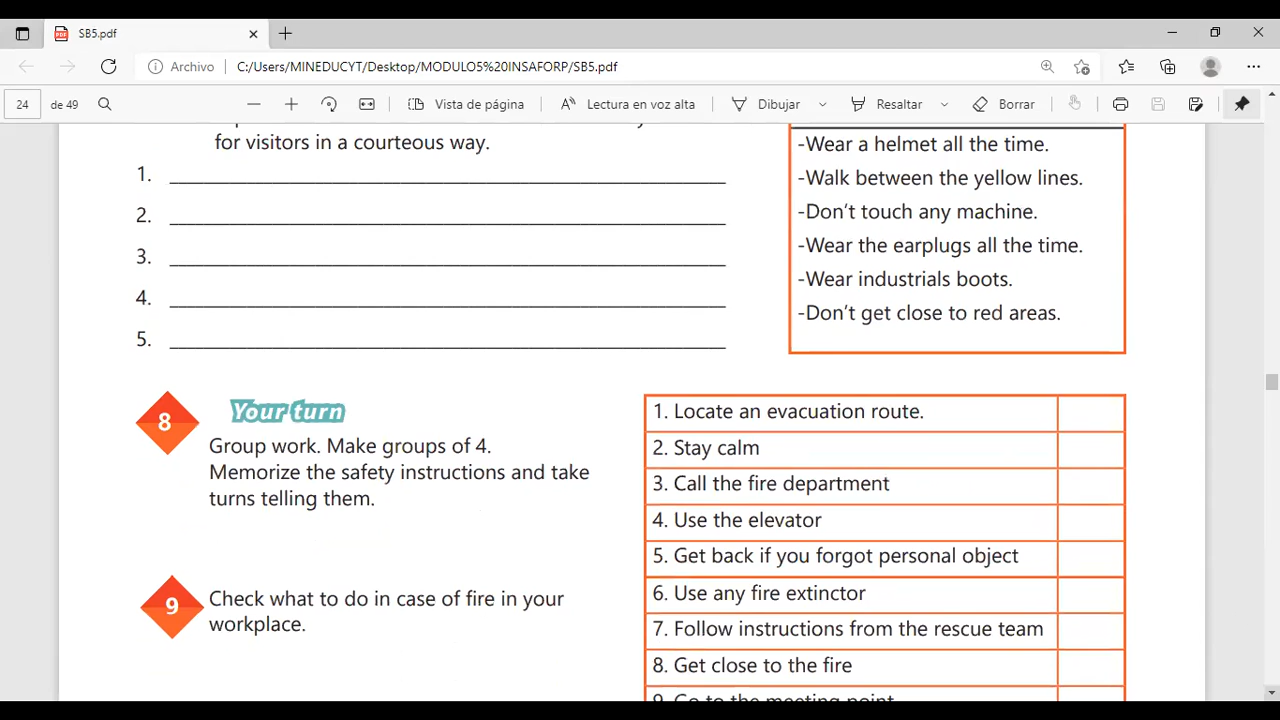 SB5.pdf
Archivo
C:/Users/MINEDUCYT/Desktop/MODULO5%20INSAFORP/SB5.pdf
24
de 49
Vista de página
Lectura en voz alta
Dibujar
Resaltar
Borrar
for visitors in a courteous way.
1.
2.
3.
4.
5.
-Wear a helmet all the time.
-Walk between the yellow lines.
-Don't touch any machine.
-Wear the earplugs all the time.
-Wear industrials boots.
-Don't get close to red areas.
8
Your turn
Group work. Make groups of 4.
Memorize the safety instructions and take
turns telling them.
9
Check what to do in case of fire in your
workplace.
1. Locate an evacuation route.
2. Stay calm
3. Call the fire department
4. Use the elevator
5. Get back if you forgot personal object
6. Use any fire extinctor
7. Follow instructions from the rescue team
8. Get close to the fire
9. Go to the meeting point